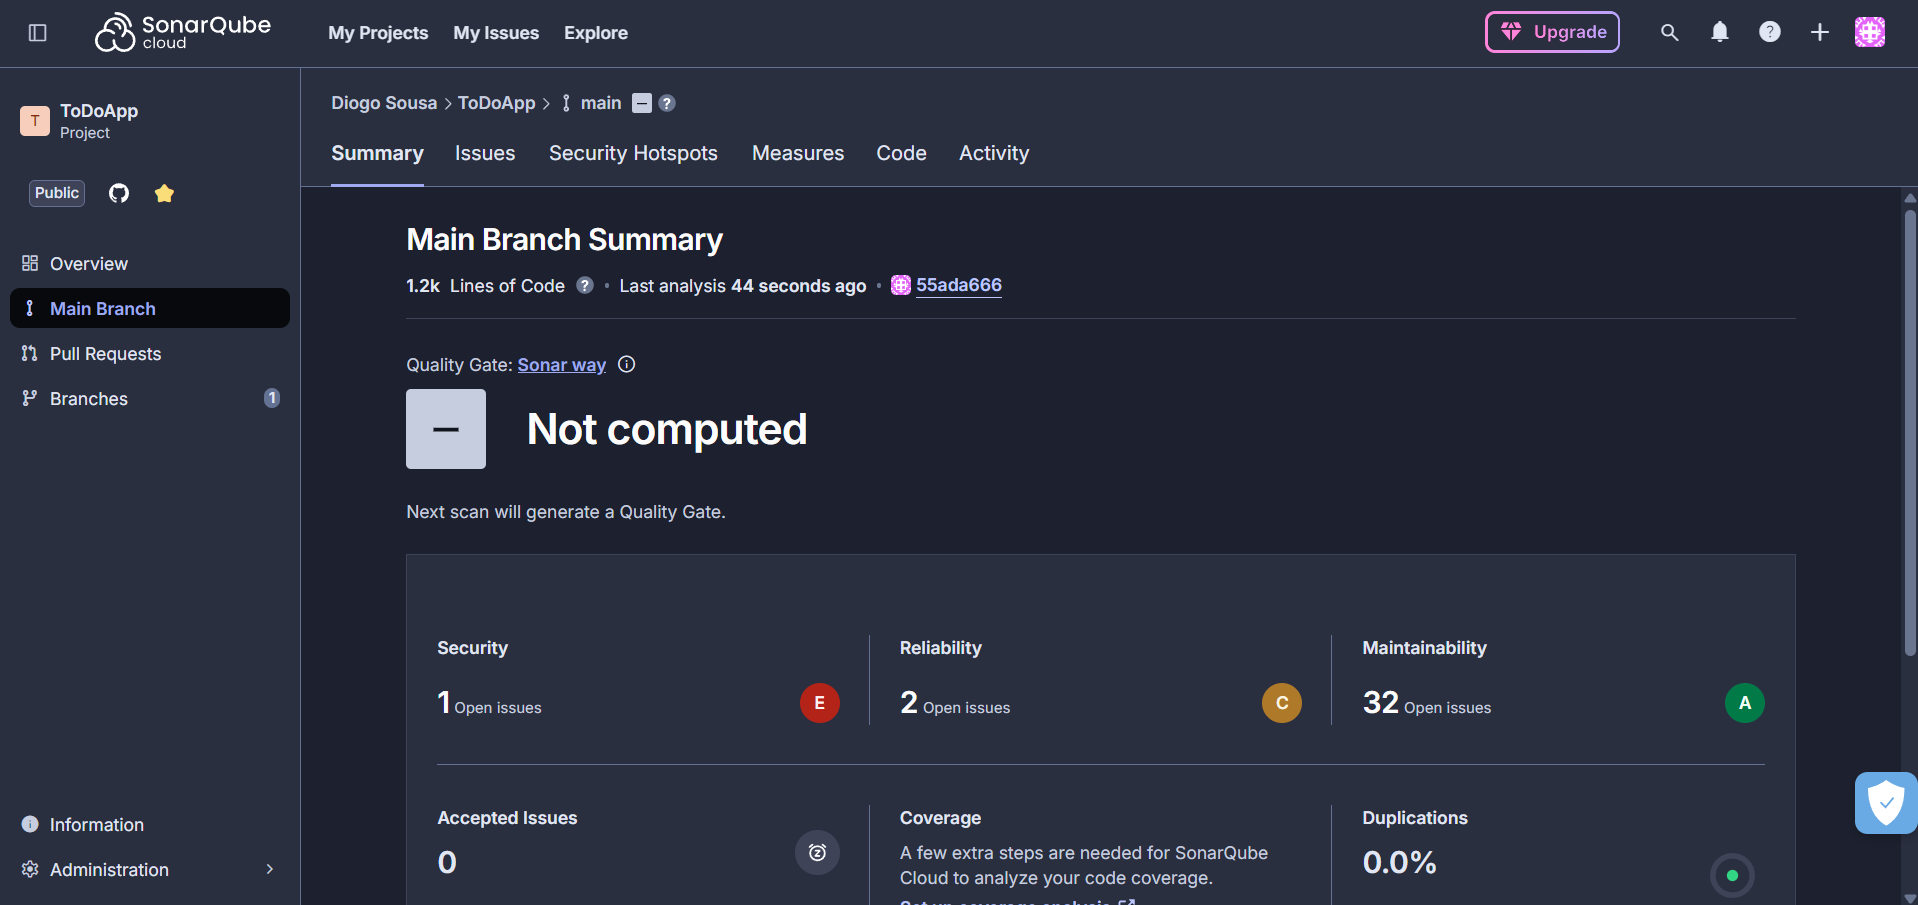 SonarQube
cloud
My Projects
My Issues
Explore
Upgrade
T
ToDoApp
Project
Public
Overview
Main Branch
Pull Requests
Branches
1
Information
Administration
Diogo Sousa > ToDoApp > main
Summary
Issues
Security Hotspots
Measures
Code
Activity
Main Branch Summary
1.2k Lines of Code ? • Last analysis 44 seconds ago • 55ada666
Quality Gate: Sonar way
Not computed
Next scan will generate a Quality Gate.
Security
1 Open issues
E
Reliability
2 Open issues
C
Maintainability
32 Open issues
A
Accepted Issues
0
Coverage
A few extra steps are needed for SonarQube
Cloud to analyze your code coverage.
Set up coverage analysis
Duplications
0.0%